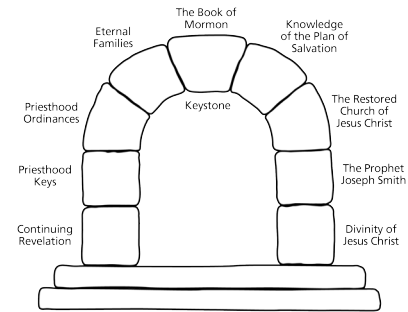 The Book of
Mormon
Eternal
Families
Knowledge
of the Plan of
Salvation
Keystone
Priesthood
Ordinances
The Restored
Church of
Jesus Christ
Priesthood
Keys
The Prophet
Joseph Smith
Continuing
Revelation
Divinity of
Jesus Christ